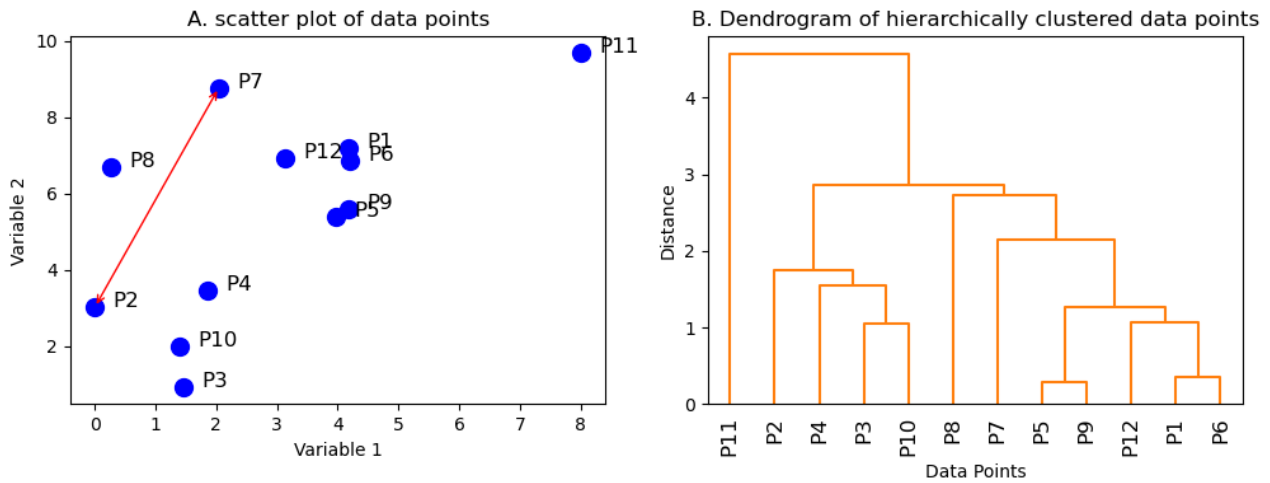 A. scatter plot of data points
10
8
6
4
2
Variable 2
P11
P7
P1
P12
P6
P8
P9
P5
P4
P2
P10
P3
0 1 2 3 4 5 6 7 8
Variable 1
B. Dendrogram of hierarchically clustered data points
4
3
2
1
0
Distance
P11 P2 P4 P3 P10 P8 P7 P5 P9 P12 P1 P6
Data Points